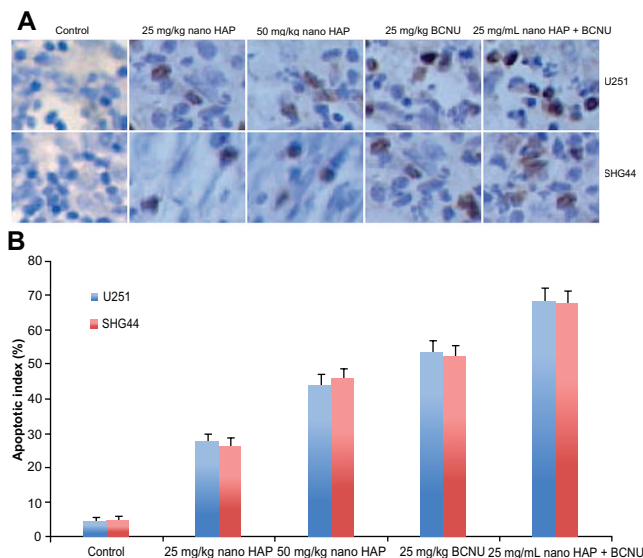 A
Control 25 mg/kg nano HAP 50 mg/kg nano HAP 25 mg/kg BCNU 25 mg/mL nano HAP + BCNU
U251
SHG44
B
80
70
60
50
40
30
20
10
0
Apoptotic index (%)
U251
SHG44
Control 25 mg/kg nano HAP 50 mg/kg nano HAP 25 mg/kg BCNU 25 mg/mL nano HAP + BCNU